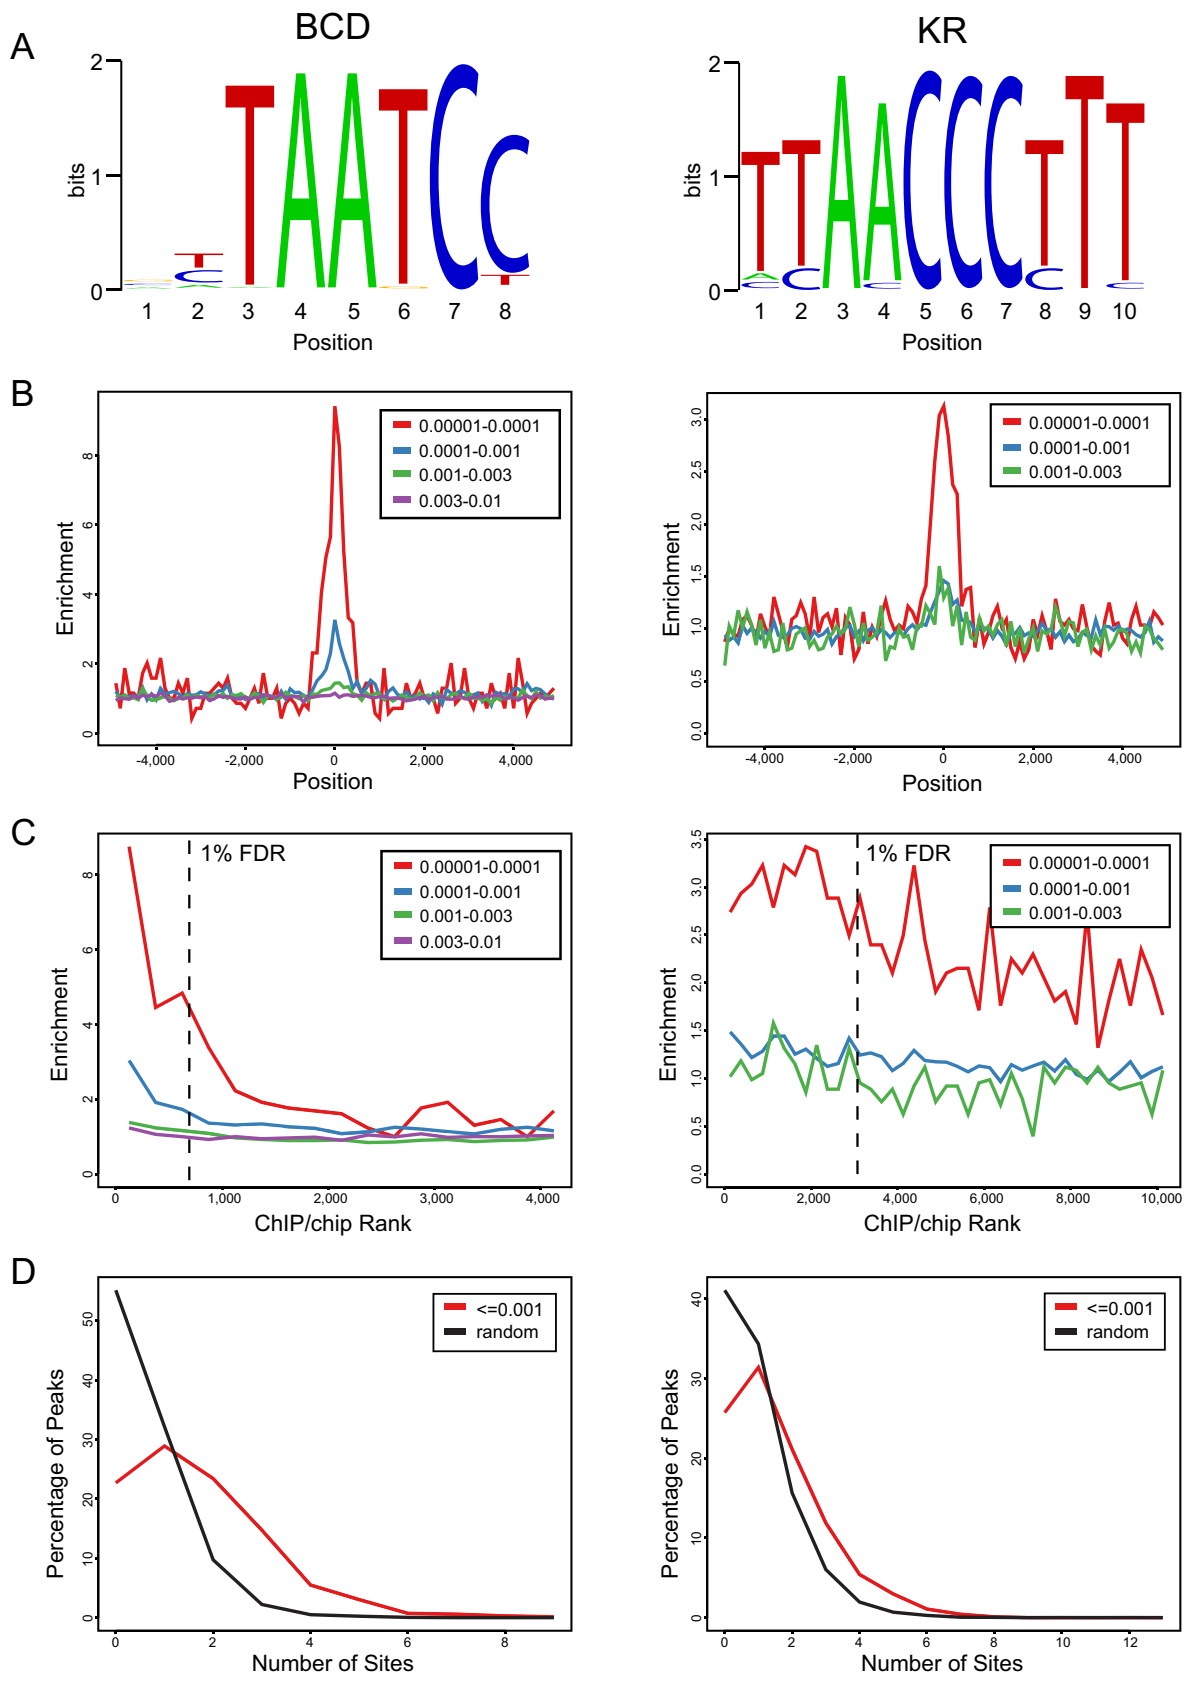 BCD
KR
A
2
1
0
bits
TAATCC
1 2 3 4 5 6 7 8
Position
2
1
0
bits
TTAACCCTTT
1 2 3 4 5 6 7 8 9 10
Position
B
Enrichment
0 2 4 6 8
0.00001-0.0001
0.0001-0.001
0.001-0.003
0.003-0.01
-4,000 -2,000 0 2,000 4,000
Position
Enrichment
0.0 0.5 1.0 1.5 2.0 2.5 3.0
0.00001-0.0001
0.0001-0.001
0.001-0.003
-4,000 -2,000 0 2,000 4,000
Position
C
Enrichment
0 2 4 6 8
1% FDR
0.00001-0.0001
0.0001-0.001
0.001-0.003
0.003-0.01
0 1,000 2,000 3,000 4,000
ChIP/chip Rank
Enrichment
0.0 0.5 1.0 1.5 2.0 2.5 3.0 3.5
1% FDR
0.00001-0.0001
0.0001-0.001
0.001-0.003
0 2,000 4,000 6,000 8,000 10,000
ChIP/chip Rank
D
Percentage of Peaks
0 10 20 30 40 50
<=0.001
random
0 2 4 6 8
Number of Sites
Percentage of Peaks
0 10 20 30 40
<=0.001
random
0 2 4 6 8 10 12
Number of Sites